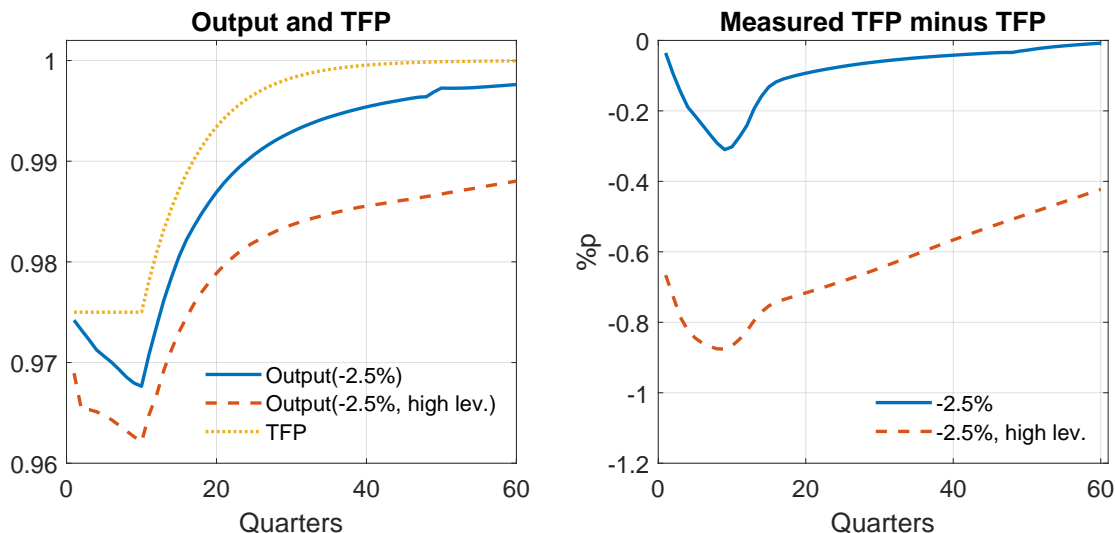 Output and TFP
1
0.99
0.98
0.97
0.96
Output(-2.5%)
Output(-2.5%, high lev.)
TFP
0
20
40
60
Quarters
Measured TFP minus TFP
%p
0
-0.2
-0.4
-0.6
-0.8
-1
-1.2
-2.5%
-2.5%, high lev.
0
20
40
60
Quarters